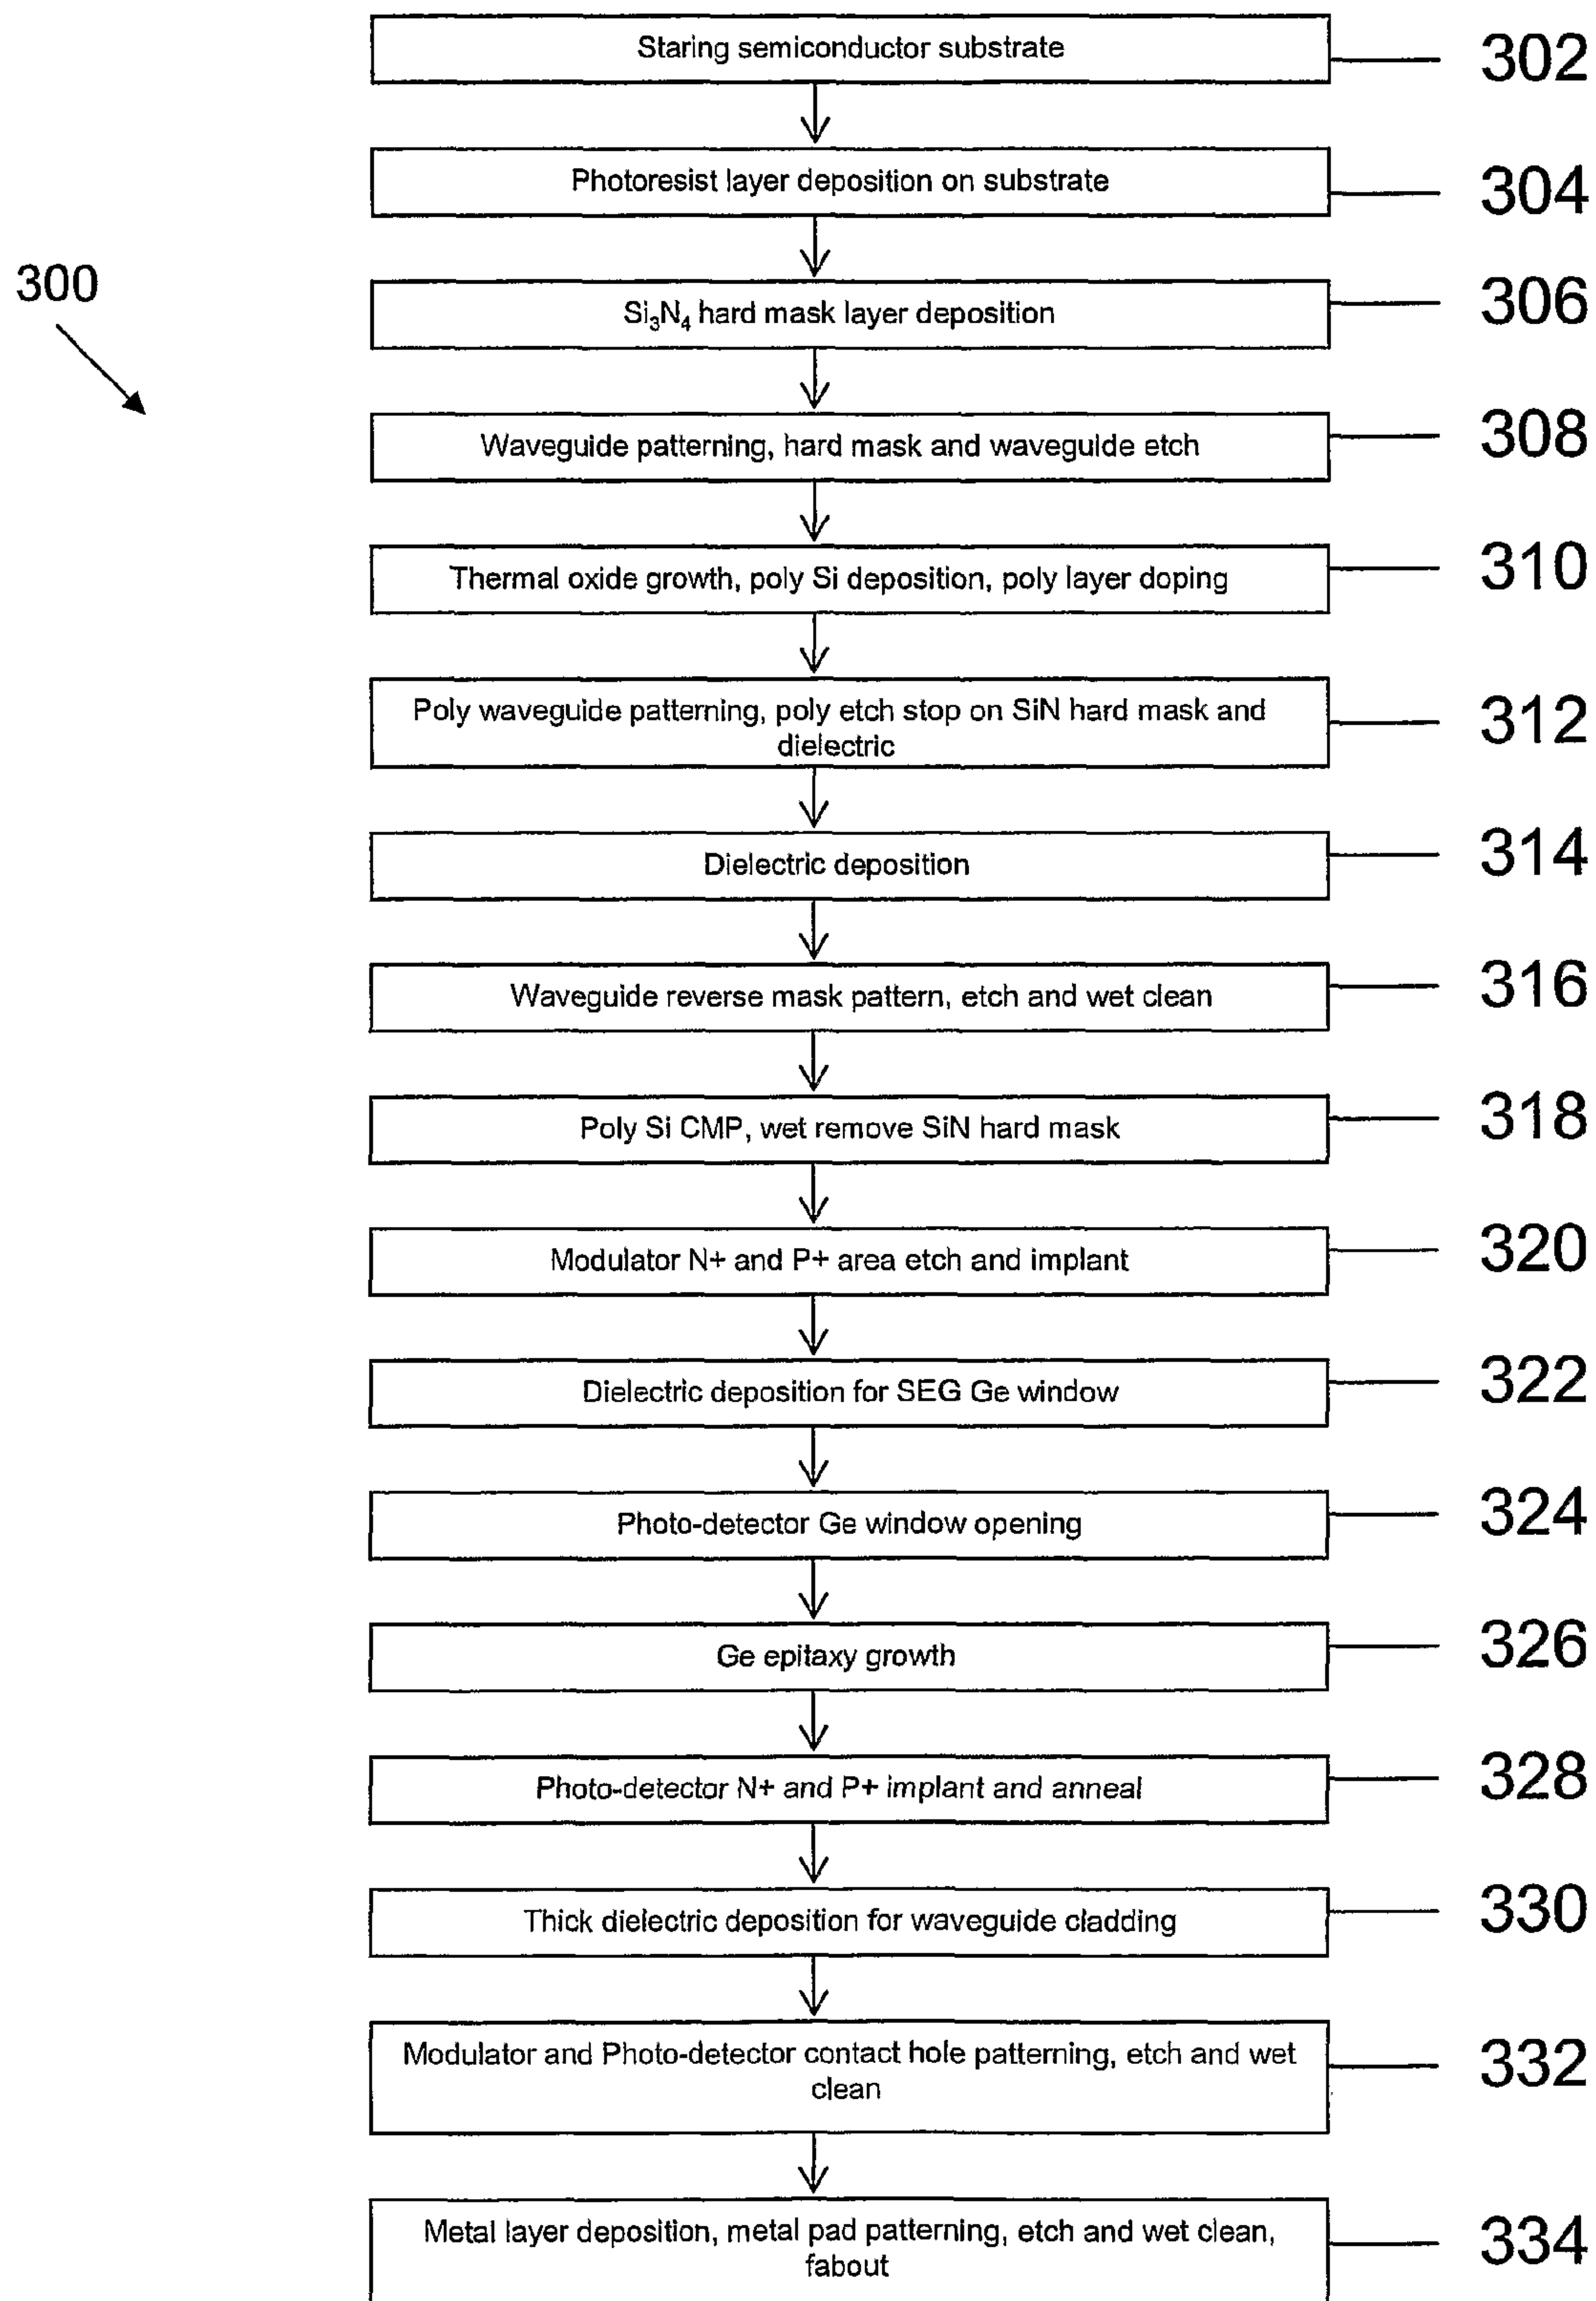 Staring semiconductor substrate 302
Photoresist layer deposition on substrate 304
300
Si₃N₄ hard mask layer deposition 306
Waveguide patterning, hard mask and waveguide etch 308
Thermal oxide growth, poly Si deposition, poly layer doping 310
Poly waveguide patterning, poly etch stop on SiN hard mask and
dielectric
312
Dielectric deposition 314
Waveguide reverse mask pattern, etch and wet clean 316
Poly Si CMP, wet remove SiN hard mask 318
Modulator N+ and P+ area etch and implant 320
Dielectric deposition for SEG Ge window 322
Photo-detector Ge window opening 324
Ge epitaxy growth 326
Photo-detector N+ and P+ implant and anneal 328
Thick dielectric deposition for waveguide cladding 330
Modulator and Photo-detector contact hole patterning, etch and wet
clean
332
Metal layer deposition, metal pad patterning, etch and wet clean,
fabout
334